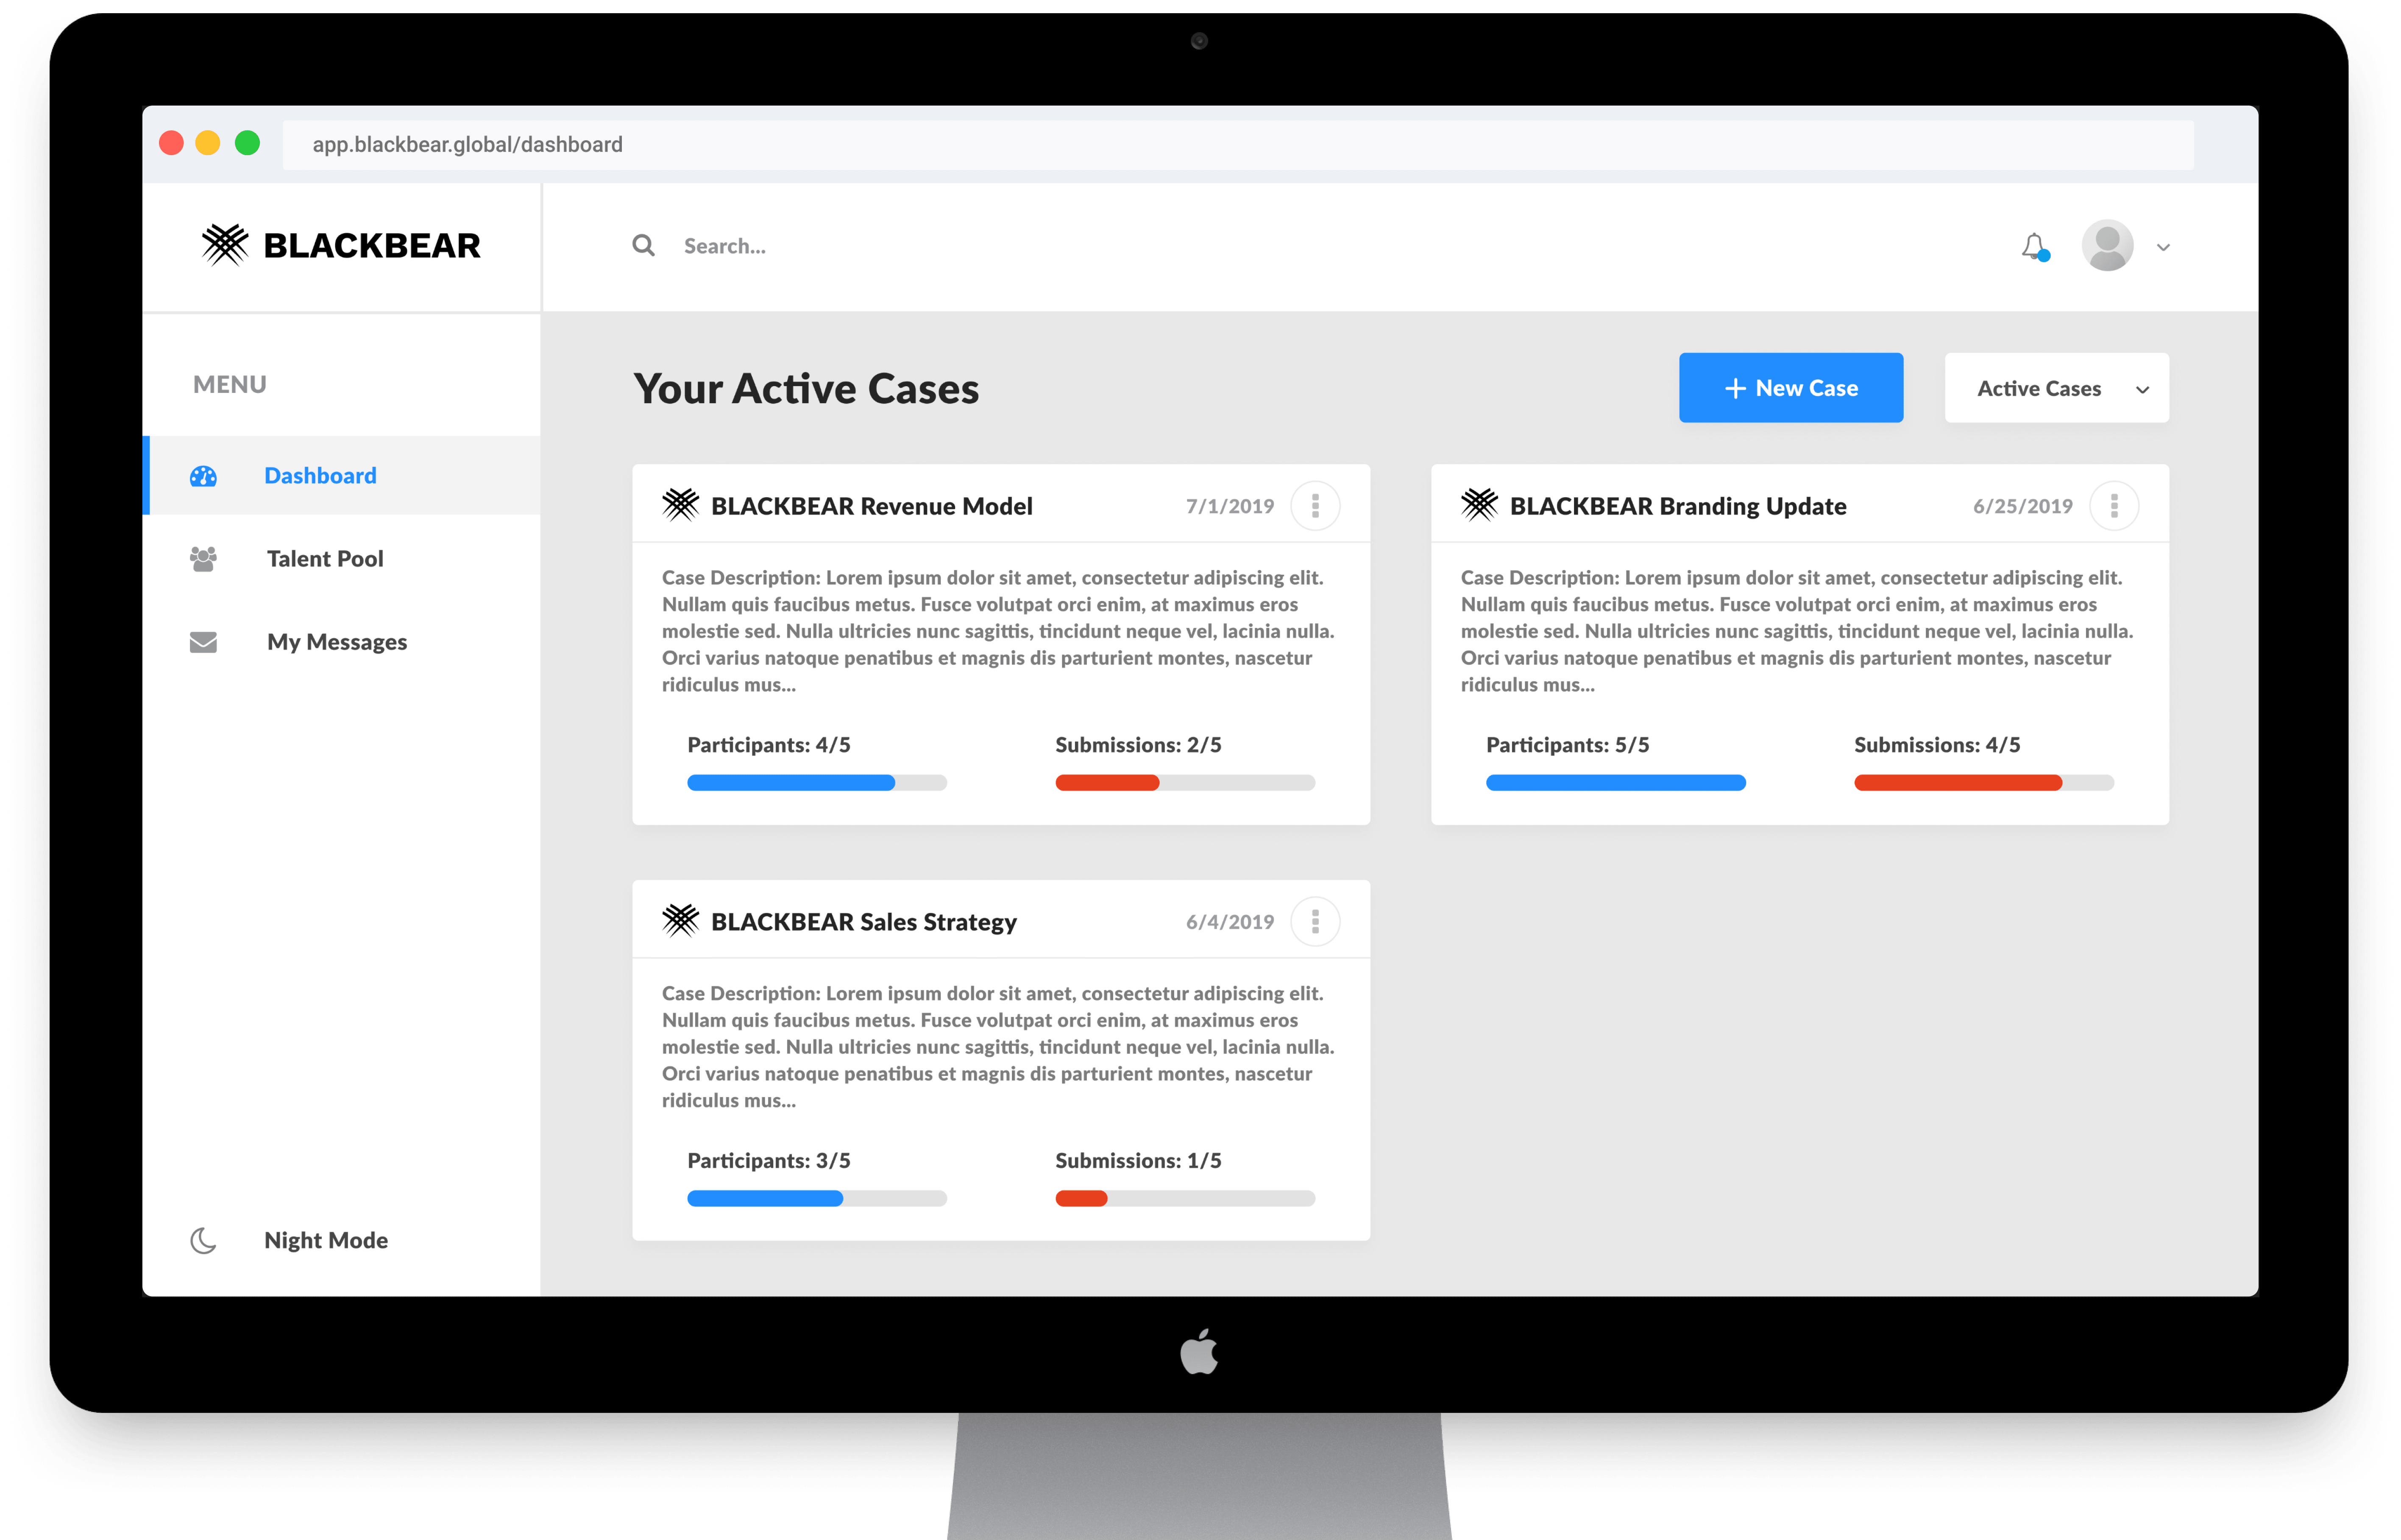 app.blackbear.global/dashboard
BLACKBEAR
Search...
MENU
Dashboard
Talent Pool
My Messages
Night Mode
Your Active Cases
+ New Case
Active Cases
BLACKBEAR Revenue Model
7/1/2019
Case Description: Lorem ipsum dolor sit amet, consectetur adipiscing elit.
Nullam quis faucibus metus. Fusce volutpat orci enim, at maximus eros
molestie sed. Nulla ultricies nunc sagittis, tincidunt neque vel, lacinia nulla.
Orci varius natoque penatibus et magnis dis parturient montes, nascetur
ridiculus mus...
Participants: 4/5
Submissions: 2/5
BLACKBEAR Branding Update
6/25/2019
Case Description: Lorem ipsum dolor sit amet, consectetur adipiscing elit.
Nullam quis faucibus metus. Fusce volutpat orci enim, at maximus eros
molestie sed. Nulla ultricies nunc sagittis, tincidunt neque vel, lacinia nulla.
Orci varius natoque penatibus et magnis dis parturient montes, nascetur
ridiculus mus...
Participants: 5/5
Submissions: 4/5
BLACKBEAR Sales Strategy
6/4/2019
Case Description: Lorem ipsum dolor sit amet, consectetur adipiscing elit.
Nullam quis faucibus metus. Fusce volutpat orci enim, at maximus eros
molestie sed. Nulla ultricies nunc sagittis, tincidunt neque vel, lacinia nulla.
Orci varius natoque penatibus et magnis dis parturient montes, nascetur
ridiculus mus...
Participants: 3/5
Submissions: 1/5